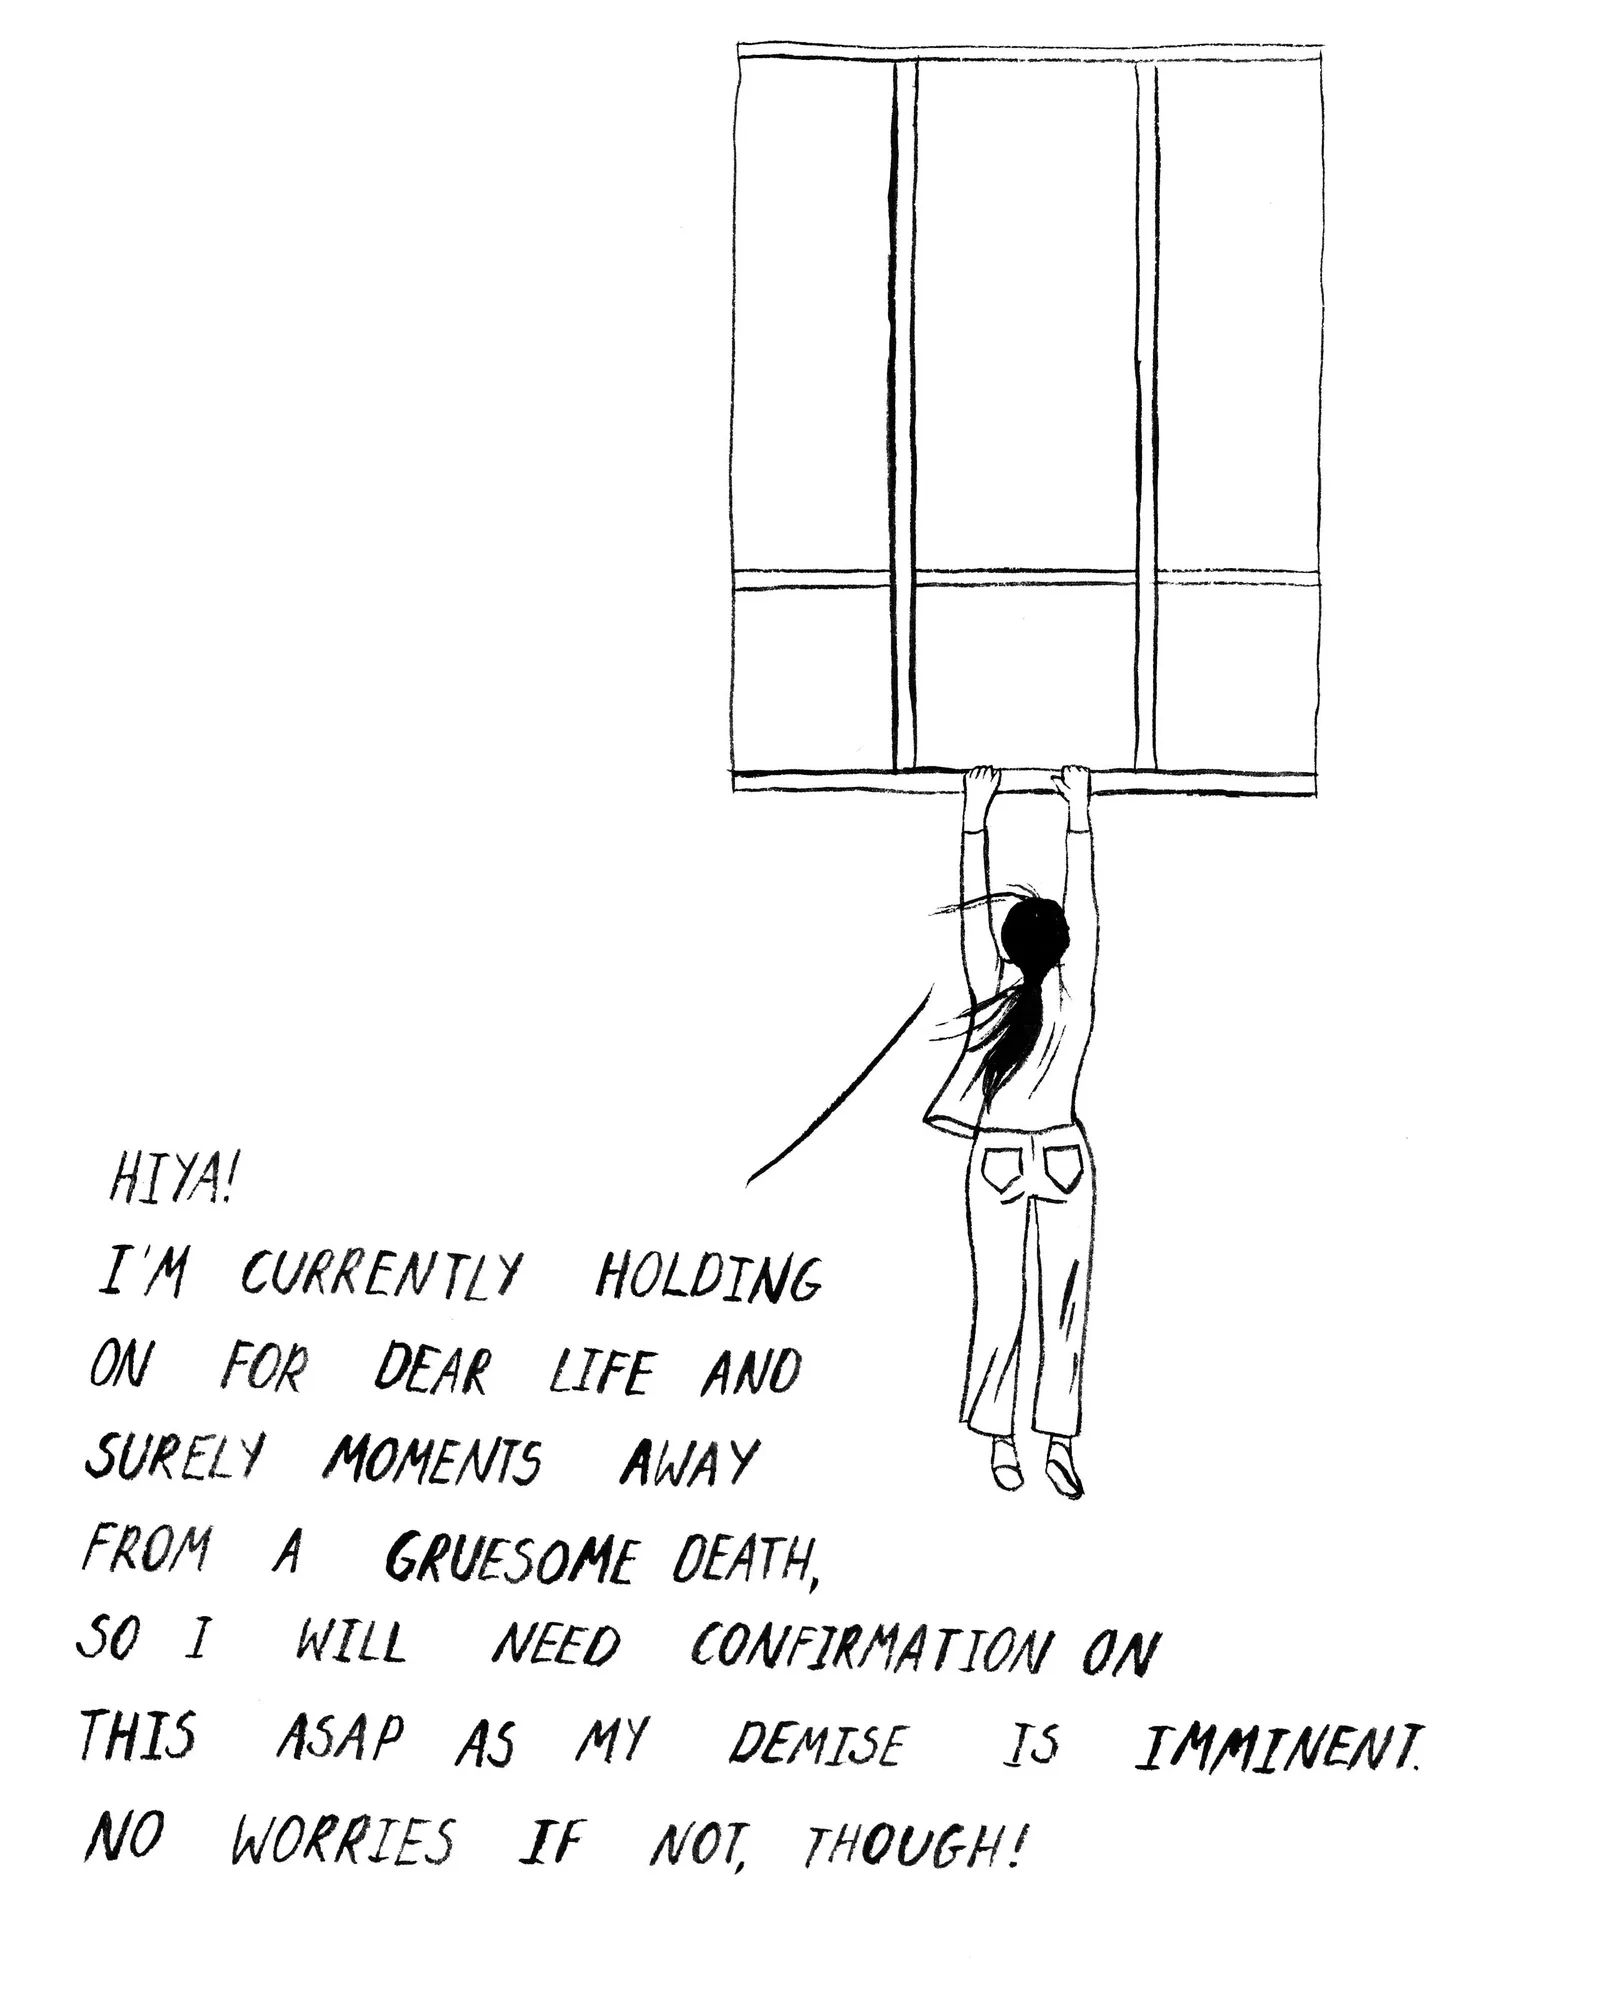 HIYA!
I'M CURRENTLY HOLDING
ON FOR DEAR LIFE AND
SURELY MOMENTS AWAY
FROM A GRUESOME DEATH,
SO I WILL NEED CONFIRMATION ON
THIS ASAP AS MY DEMISE IS IMMINENT.
NO WORRIES IF NOT, THOUGH!